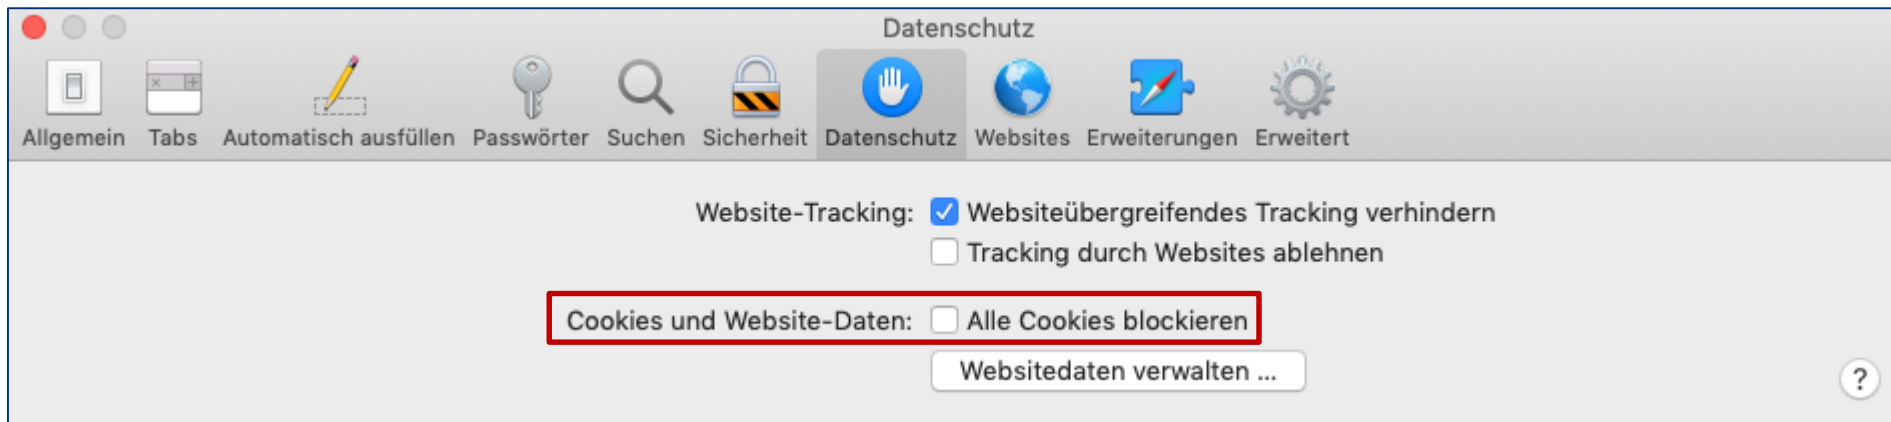 Datenschutz
Allgemein Tabs Automatisch ausfüllen Passwörter Suchen Sicherheit Datenschutz Websites Erweiterungen Erweitert
Website-Tracking: Websiteübergreifendes Tracking verhindern
Tracking durch Websites ablehnen
Cookies und Website-Daten: Alle Cookies blockieren
Websitedaten verwalten ...
?